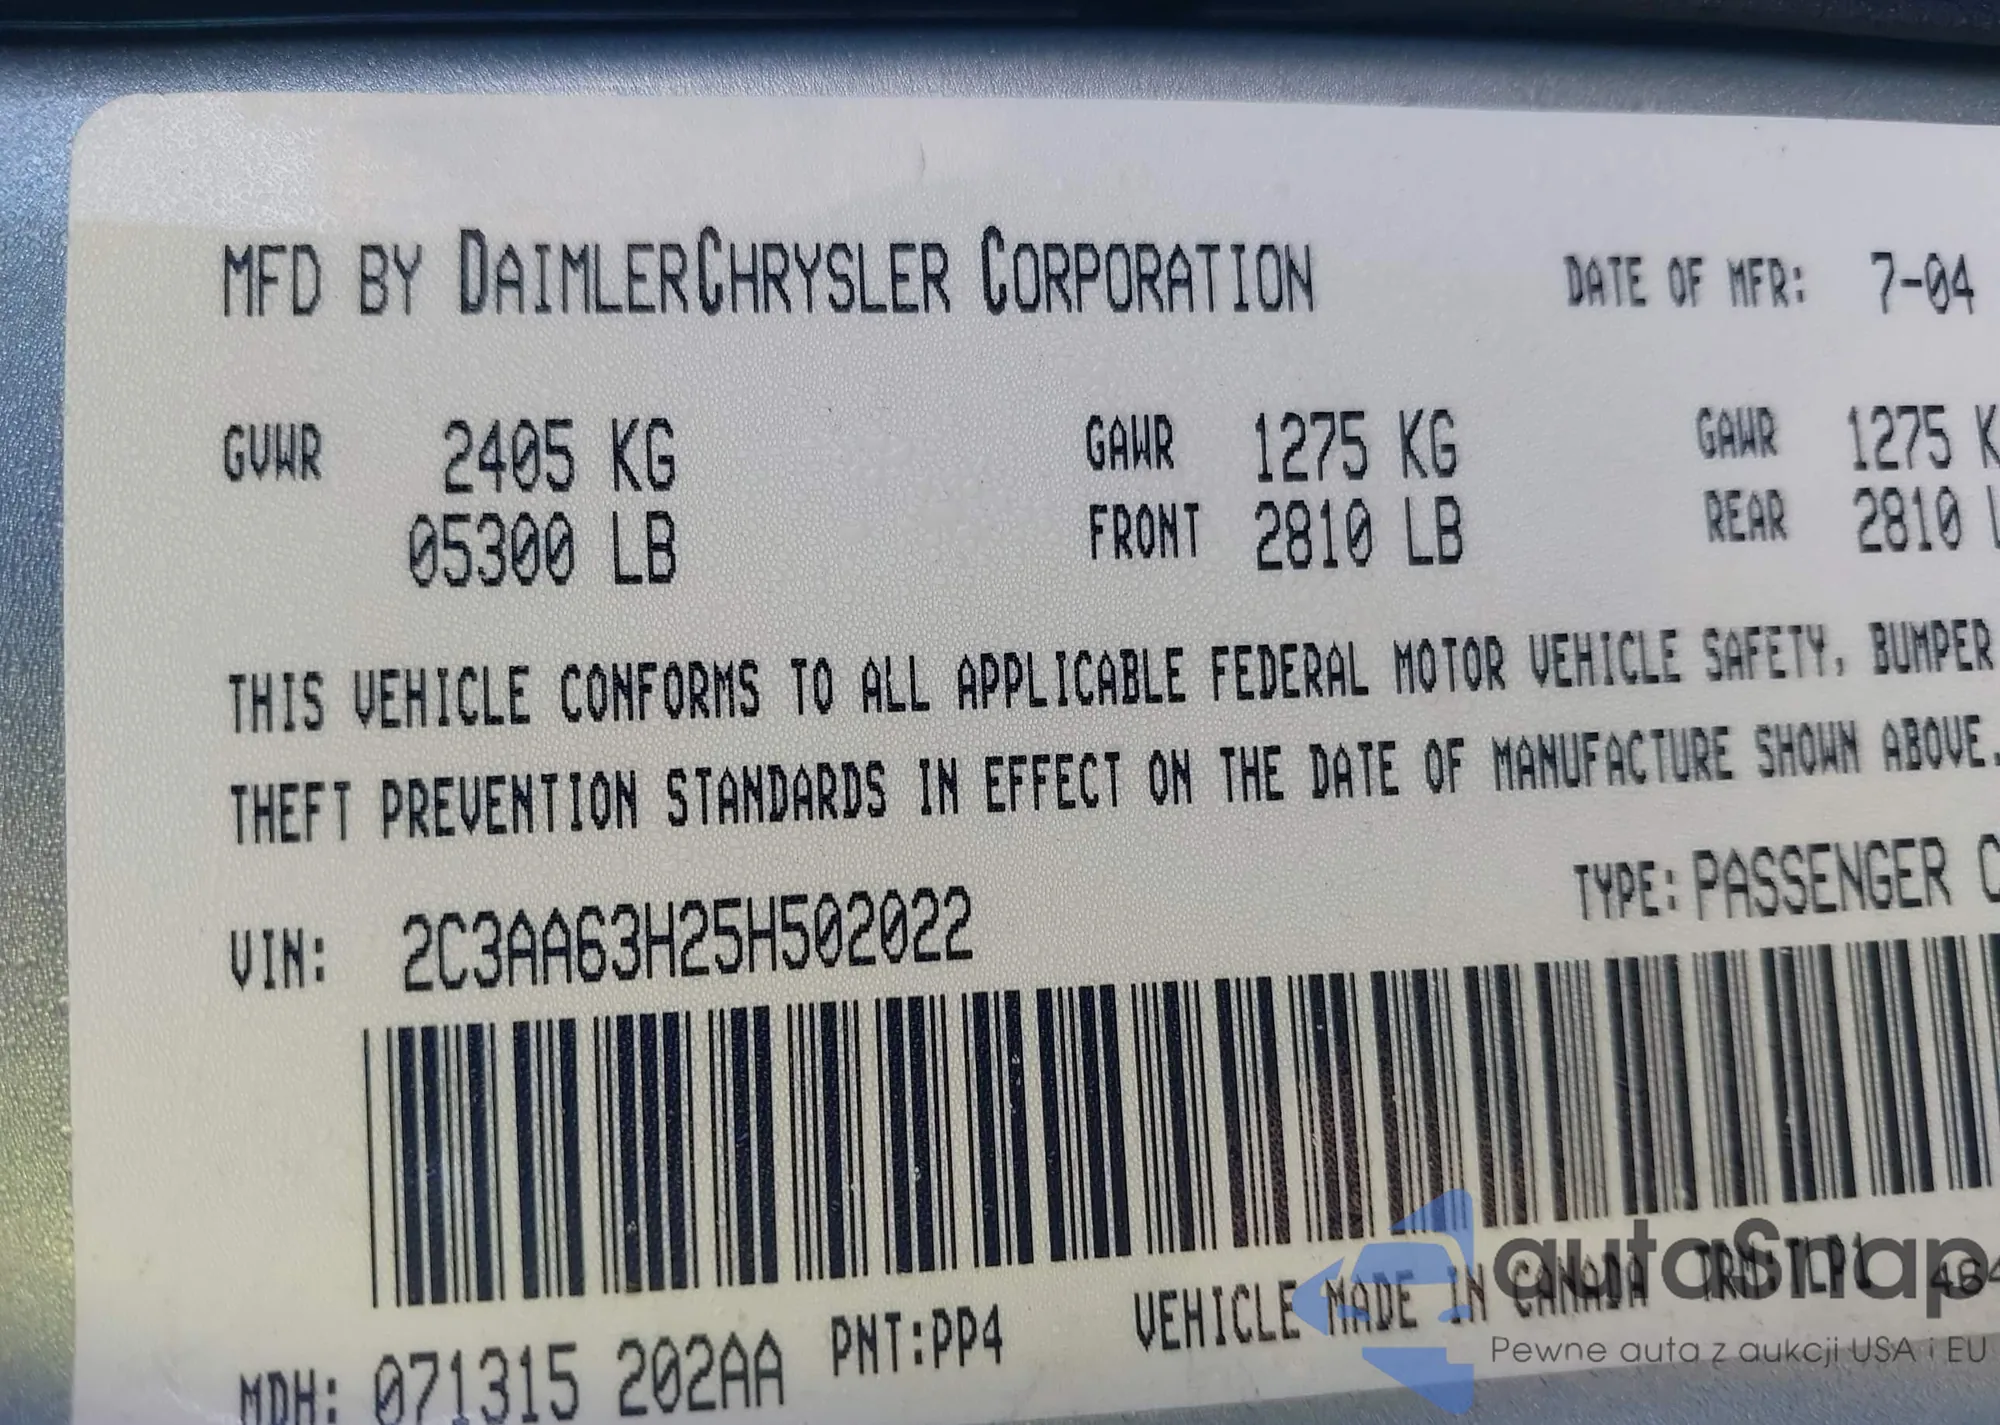 MFD BY DAIMLERCHRYSLER CORPORATION DATE OF MFR: 7-04
GVWR 2405 KG GAWR 1275 KG GAWR 1275 K
05300 LB FRONT 2810 LB REAR 2810 L
THIS VEHICLE CONFORMS TO ALL APPLICABLE FEDERAL MOTOR VEHICLE SAFETY, BUMPER
THEFT PREVENTION STANDARDS IN EFFECT ON THE DATE OF MANUFACTURE SHOWN ABOVE.
TYPE: PASSENGER C
VIN: 2C3AA63H25H502022
VEHICLE MADE IN CANADA TRM:TLP1 464
MDH: 071315 202AA PNT:PP4
autoSnap
Pewne auta z aukcji USA i EU